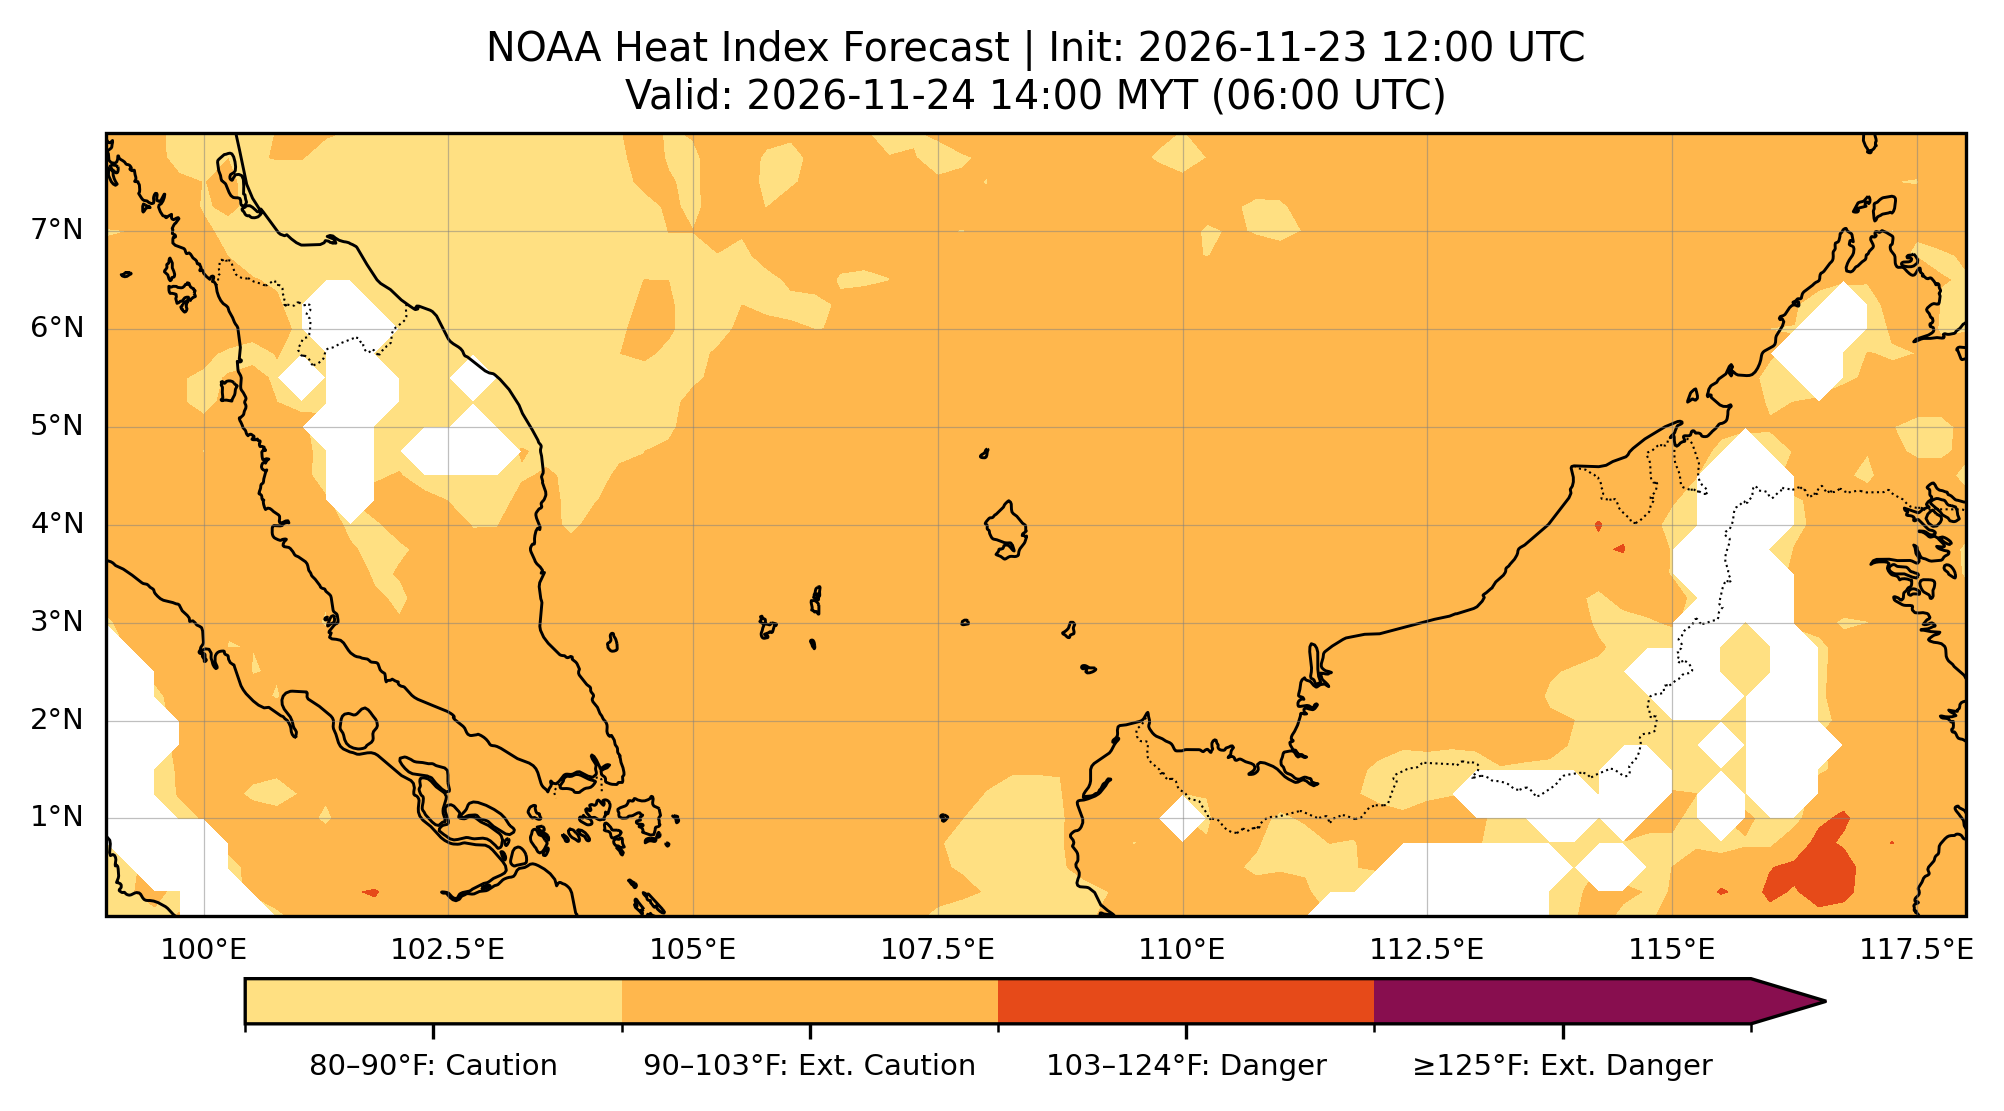 NOAA Heat Index Forecast | Init: 2026-11-23 12:00 UTC
Valid: 2026-11-24 14:00 MYT (06:00 UTC)
7°N
6°N
5°N
4°N
3°N
2°N
1°N
100°E 102.5°E 105°E 107.5°E 110°E 112.5°E 115°E 117.5°E
80–90°F: Caution 90–103°F: Ext. Caution 103–124°F: Danger ≥125°F: Ext. Danger